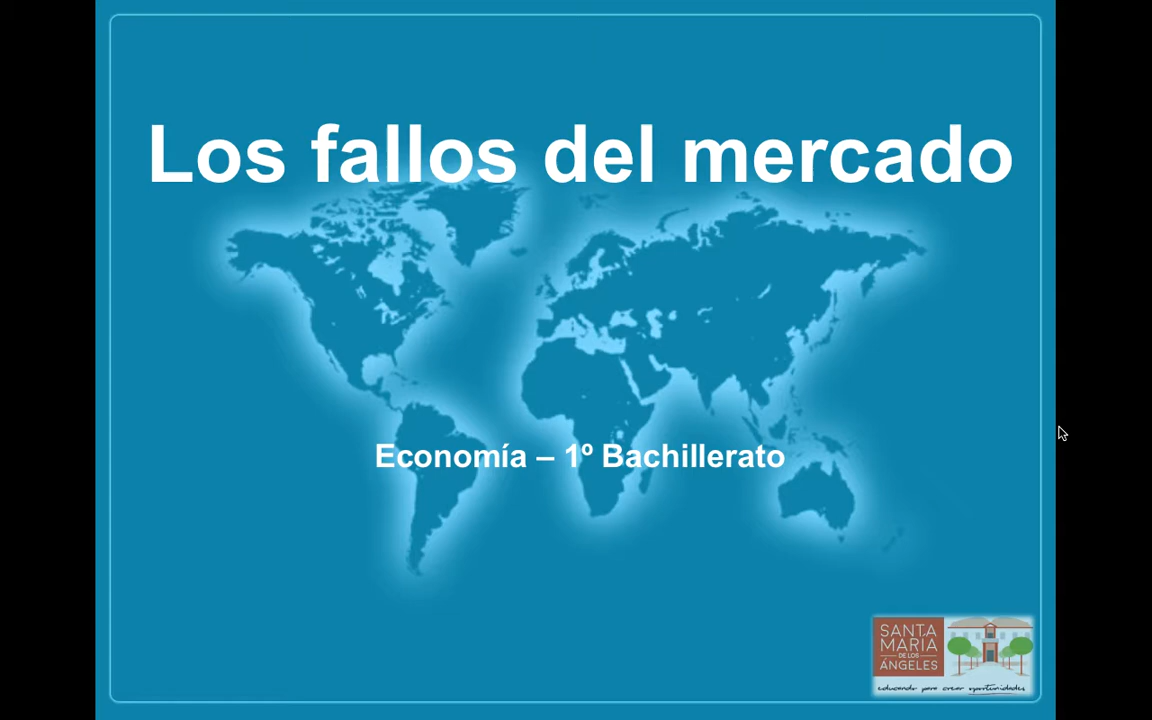 Los fallos del mercado
Economía – 1º Bachillerato
SANTA
MARIA
DE LOS
ÁNGELES
educando para crear oportunidades